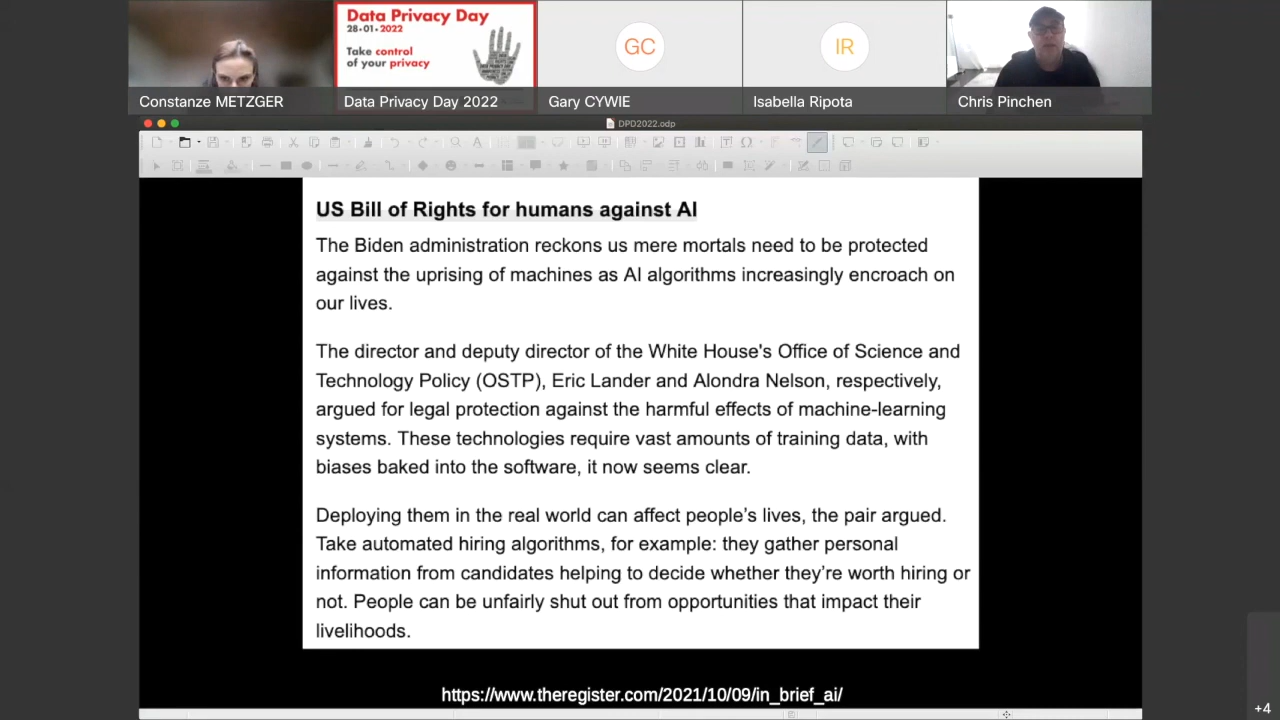 Data Privacy Day
28•01•2022
Take control
of your privacy
GC
IR
Constanze METZGER
Data Privacy Day 2022
Gary CYWIE
Isabella Ripota
Chris Pinchen
DPD2022.odp
US Bill of Rights for humans against AI
The Biden administration reckons us mere mortals need to be protected
against the uprising of machines as AI algorithms increasingly encroach on
our lives.
The director and deputy director of the White House's Office of Science and
Technology Policy (OSTP), Eric Lander and Alondra Nelson, respectively,
argued for legal protection against the harmful effects of machine-learning
systems. These technologies require vast amounts of training data, with
biases baked into the software, it now seems clear.
Deploying them in the real world can affect people’s lives, the pair argued.
Take automated hiring algorithms, for example: they gather personal
information from candidates helping to decide whether they’re worth hiring or
not. People can be unfairly shut out from opportunities that impact their
livelihoods.
https://www.theregister.com/2021/10/09/in_brief_ai/
+4